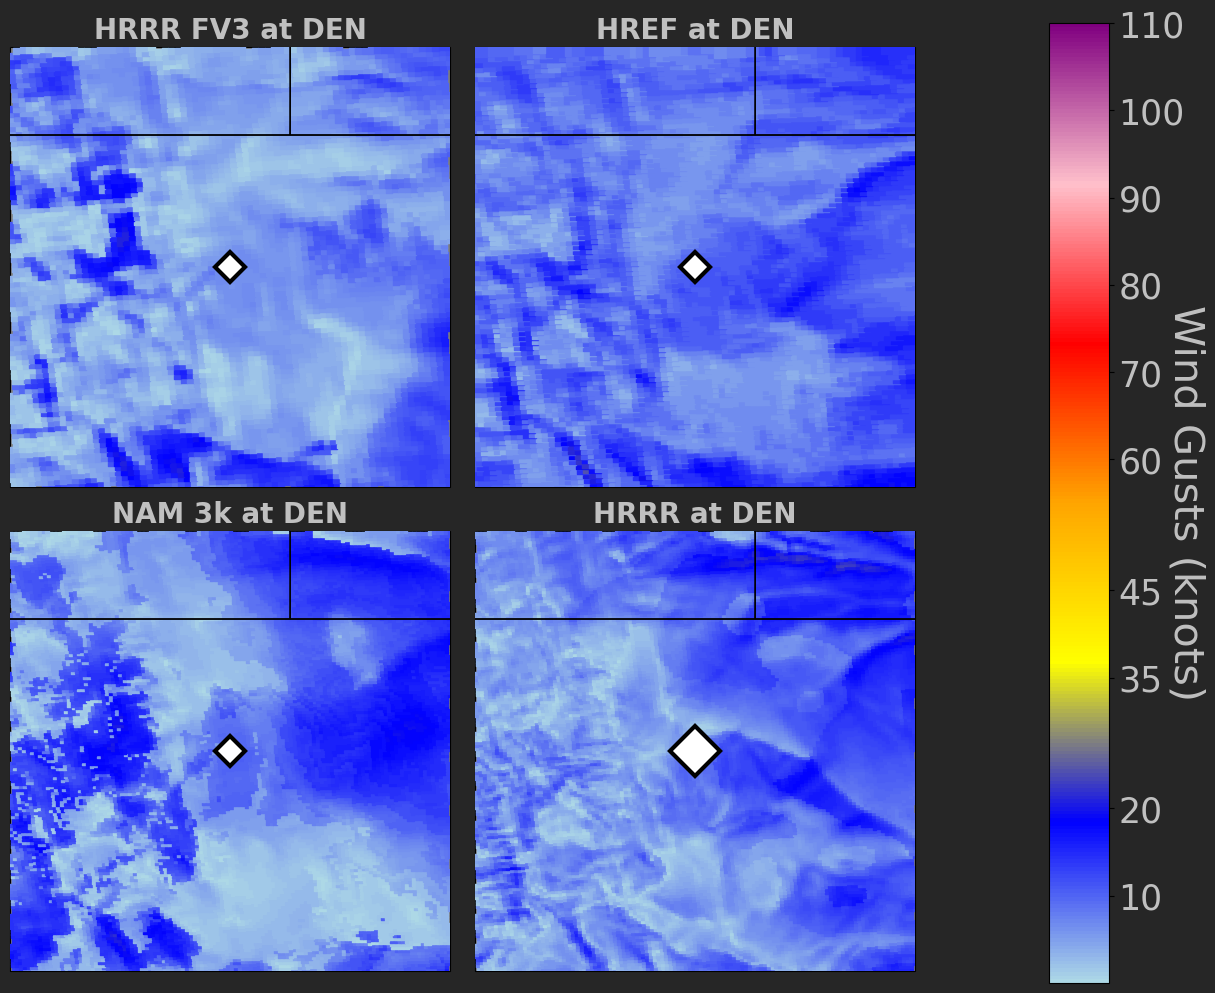 HRRR FV3 at DEN
HREF at DEN
NAM 3k at DEN
HRRR at DEN
110
100
90
80
70
60
45
35
20
10
Wind Gusts (knots)